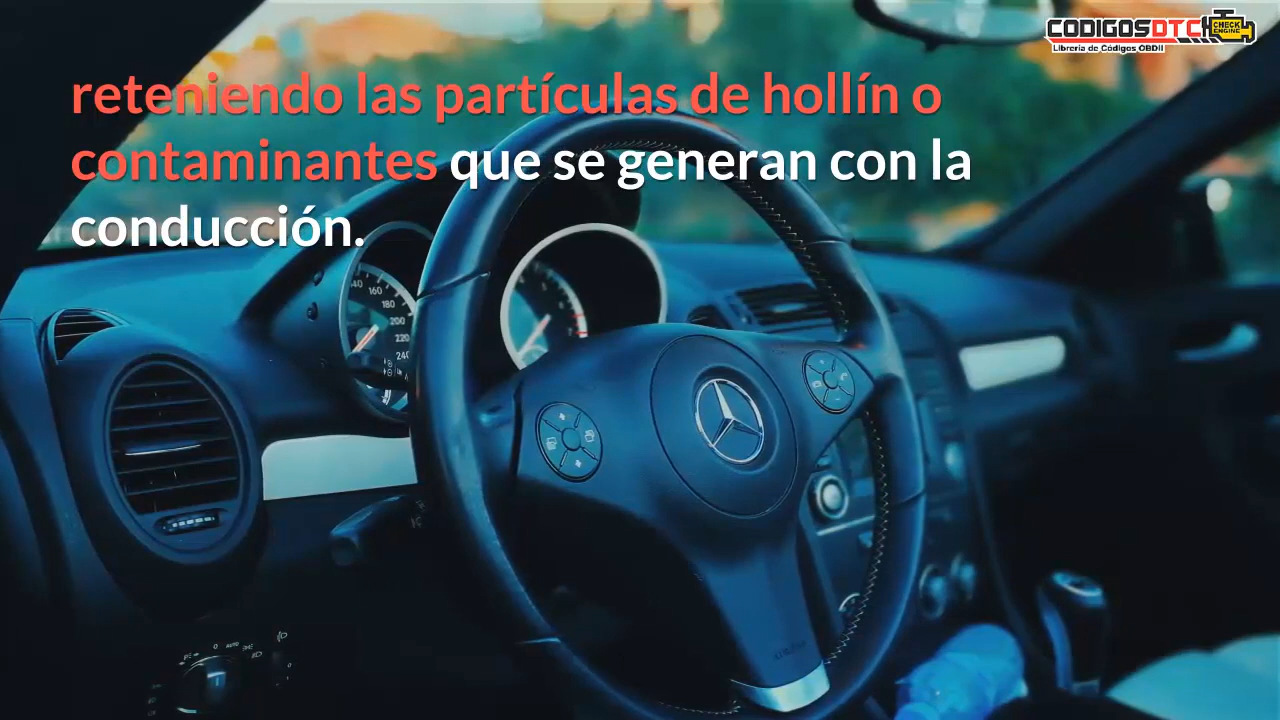 CODIGOSDTC
CHECK
ENGINE
Librería de Códigos OBDII
reteniendo las partículas de hollín o
contaminantes que se generan con la
conducción.
160
180
200
220
240
AUTO